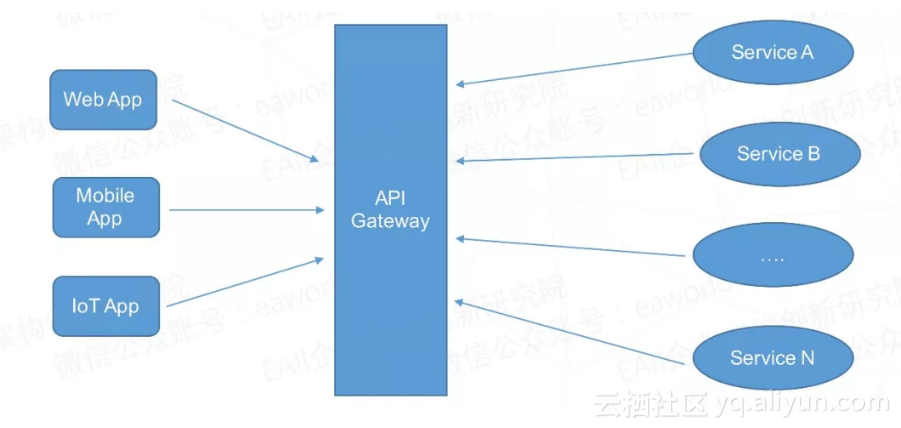 Web App
Mobile
App
IoT App
API
Gateway
Service A
Service B
....
Service N
云栖社区 yq.aliyun.com